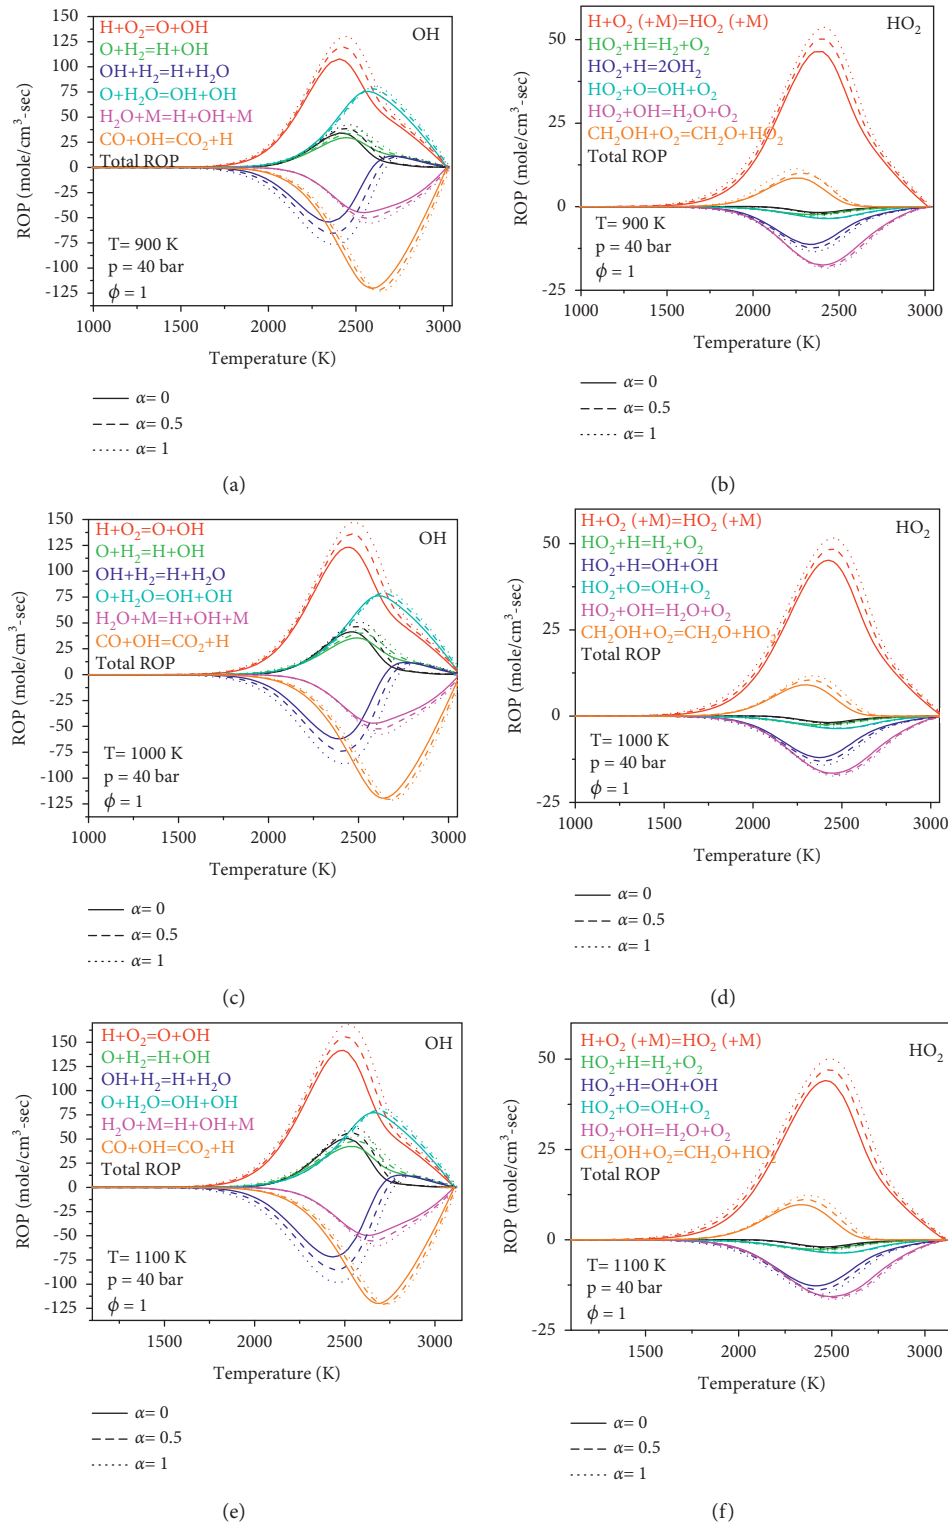 H+O₂=O+OH
O+H₂=H+OH
OH+H₂=H+H₂O
O+H₂O=OH+OH
H₂O+M=H+OH+M
CO+OH=CO₂+H
Total ROP
OH
T= 900 K
p = 40 bar
ϕ = 1
150
125
100
75
50
25
0
-25
-50
-75
-100
-125
ROP (mole/cm³-sec)
1000 1500 2000 2500 3000
Temperature (K)
α= 0
α= 0.5
α= 1
(a)
H+O₂ (+M)=HO₂ (+M)
HO₂+H=H₂+O₂
HO₂+H=2OH₂
HO₂+O=OH+O₂
HO₂+OH=H₂O+O₂
CH₂OH+O₂=CH₂O+HO₂
Total ROP
HO₂
T= 900 K
p = 40 bar
ϕ = 1
50
25
0
-25
ROP (mole/cm³-sec)
1000 1500 2000 2500 3000
Temperature (K)
α= 0
α= 0.5
α= 1
(b)
H+O₂=O+OH
O+H₂=H+OH
OH+H₂=H+H₂O
O+H₂O=OH+OH
H₂O+M=H+OH+M
CO+OH=CO₂+H
Total ROP
OH
T= 1000 K
p = 40 bar
ϕ = 1
150
125
100
75
50
25
0
-25
-50
-75
-100
-125
ROP (mole/cm³-sec)
1000 1500 2000 2500 3000
Temperature (K)
α= 0
α= 0.5
α= 1
(c)
H+O₂ (+M)=HO₂ (+M)
HO₂+H=H₂+O₂
HO₂+H=OH+OH
HO₂+O=OH+O₂
HO₂+OH=H₂O+O₂
CH₂OH+O₂=CH₂O+HO₂
Total ROP
HO₂
T= 1000 K
p = 40 bar
ϕ = 1
50
25
0
-25
ROP (mole/cm³-sec)
1000 1500 2000 2500 3000
Temperature (K)
α= 0
α= 0.5
α= 1
(d)
H+O₂=O+OH
O+H₂=H+OH
OH+H₂=H+H₂O
O+H₂O=OH+OH
H₂O+M=H+OH+M
CO+OH=CO₂+H
Total ROP
OH
T= 1100 K
p = 40 bar
ϕ = 1
150
125
100
75
50
25
0
-25
-50
-75
-100
-125
ROP (mole/cm³-sec)
1500 2000 2500 3000
Temperature (K)
α= 0
α= 0.5
α= 1
(e)
H+O₂ (+M)=HO₂ (+M)
HO₂+H=H₂+O₂
HO₂+H=OH+OH
HO₂+O=OH+O₂
HO₂+OH=H₂O+O₂
CH₂OH+O₂=CH₂O+HO₂
Total ROP
HO₂
T= 1100 K
p = 40 bar
ϕ = 1
50
25
0
-25
ROP (mole/cm³-sec)
1500 2000 2500 3000
Temperature (K)
α= 0
α= 0.5
α= 1
(f)